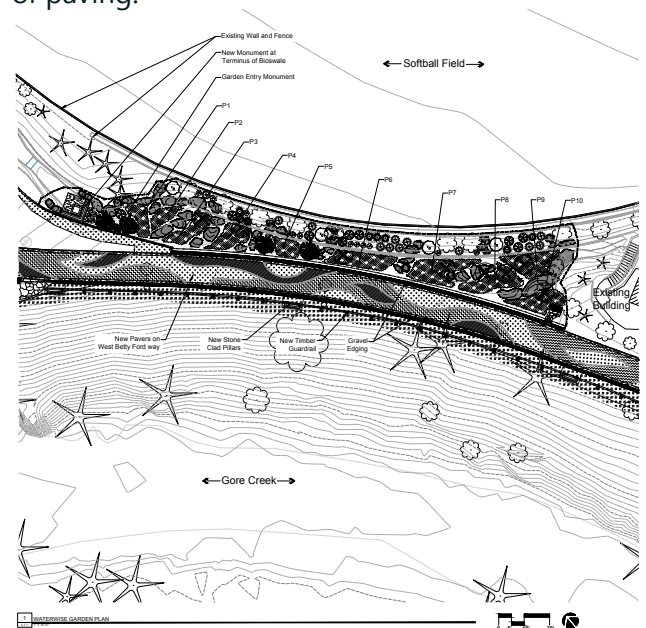 of paving.
Existing Wall and Fence
New Monument at
Terminus of Bioswale
Garden Entry Monument
Softball Field
P1
P2
P3
P4
P5
P6
P7
P8
P9
P10
Existing
Building
New Pavers on
West Betty Ford way
New Stone
Clad Pillars
New Timber
Guardrail
Gravel
Edging
Gore Creek
1
WATERWISE GARDEN PLAN